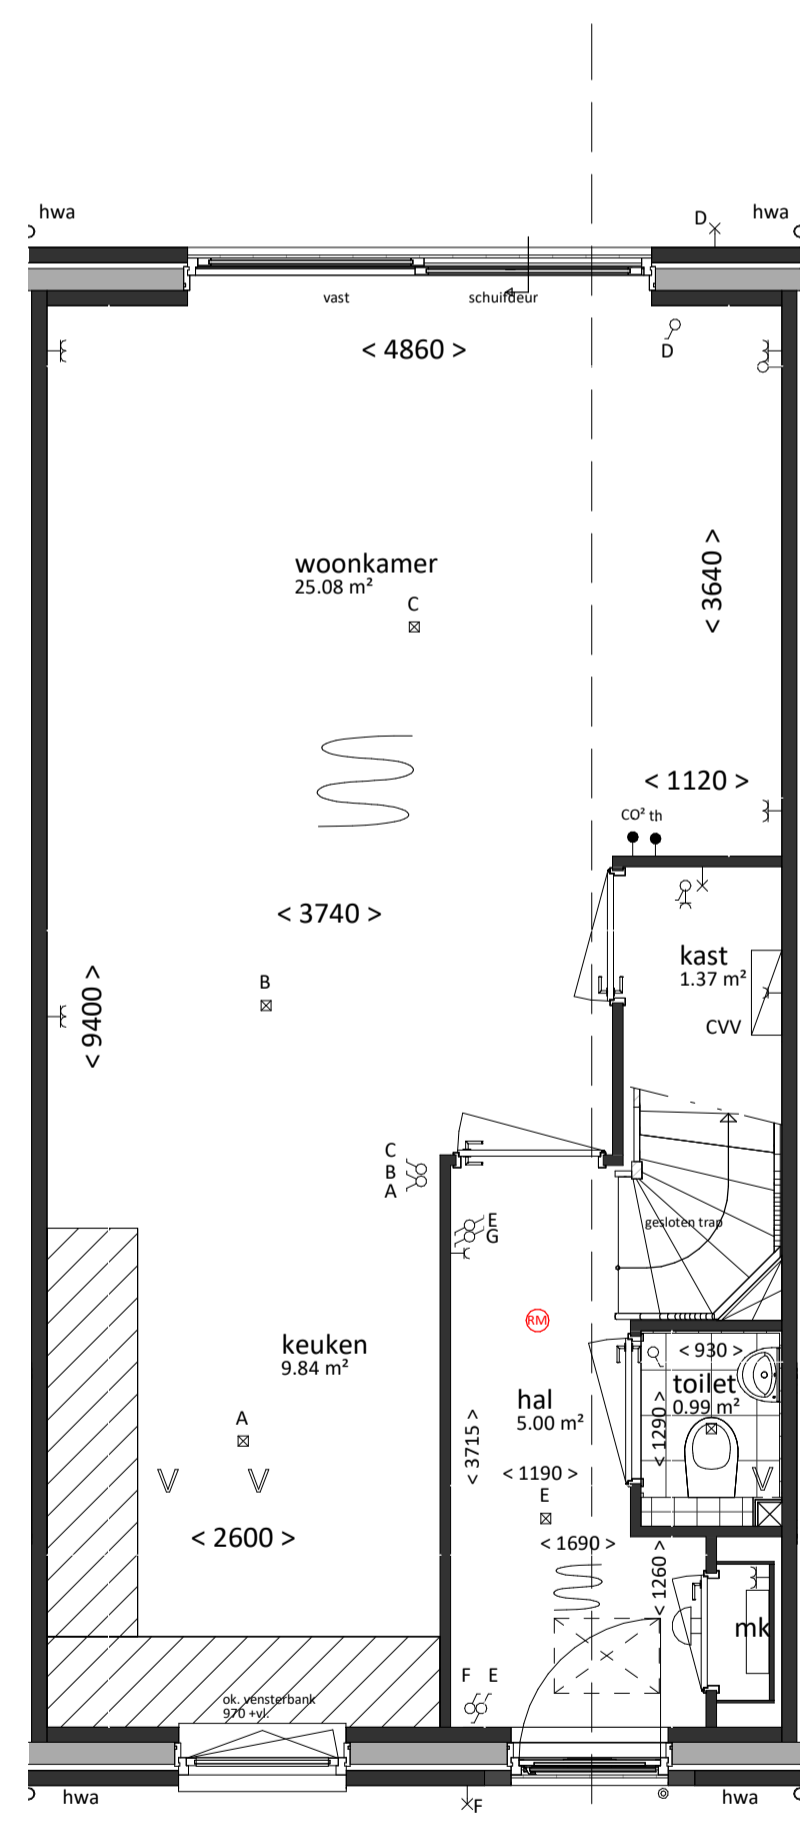 hwa
D
hwa
vast
schuifdeur
< 4860 >
D
< 3640 >
woonkamer
25.08 m²
C
< 1120 >
CO² th
< 3740 >
kast
1.37 m²
B
< 9400 >
CVV
C
B
A
E
G
gesloten trap
RM
keuken
9.84 m²
< 930 >
toilet
0.99 m²
hal
5.00 m²
< 1290 >
A
< 3715 >
V
V
V
< 1190 >
E
< 2600 >
< 1690 >
< 1260 >
mk
F E
ok. vensterbank
970 +vl.
hwa
F
hwa